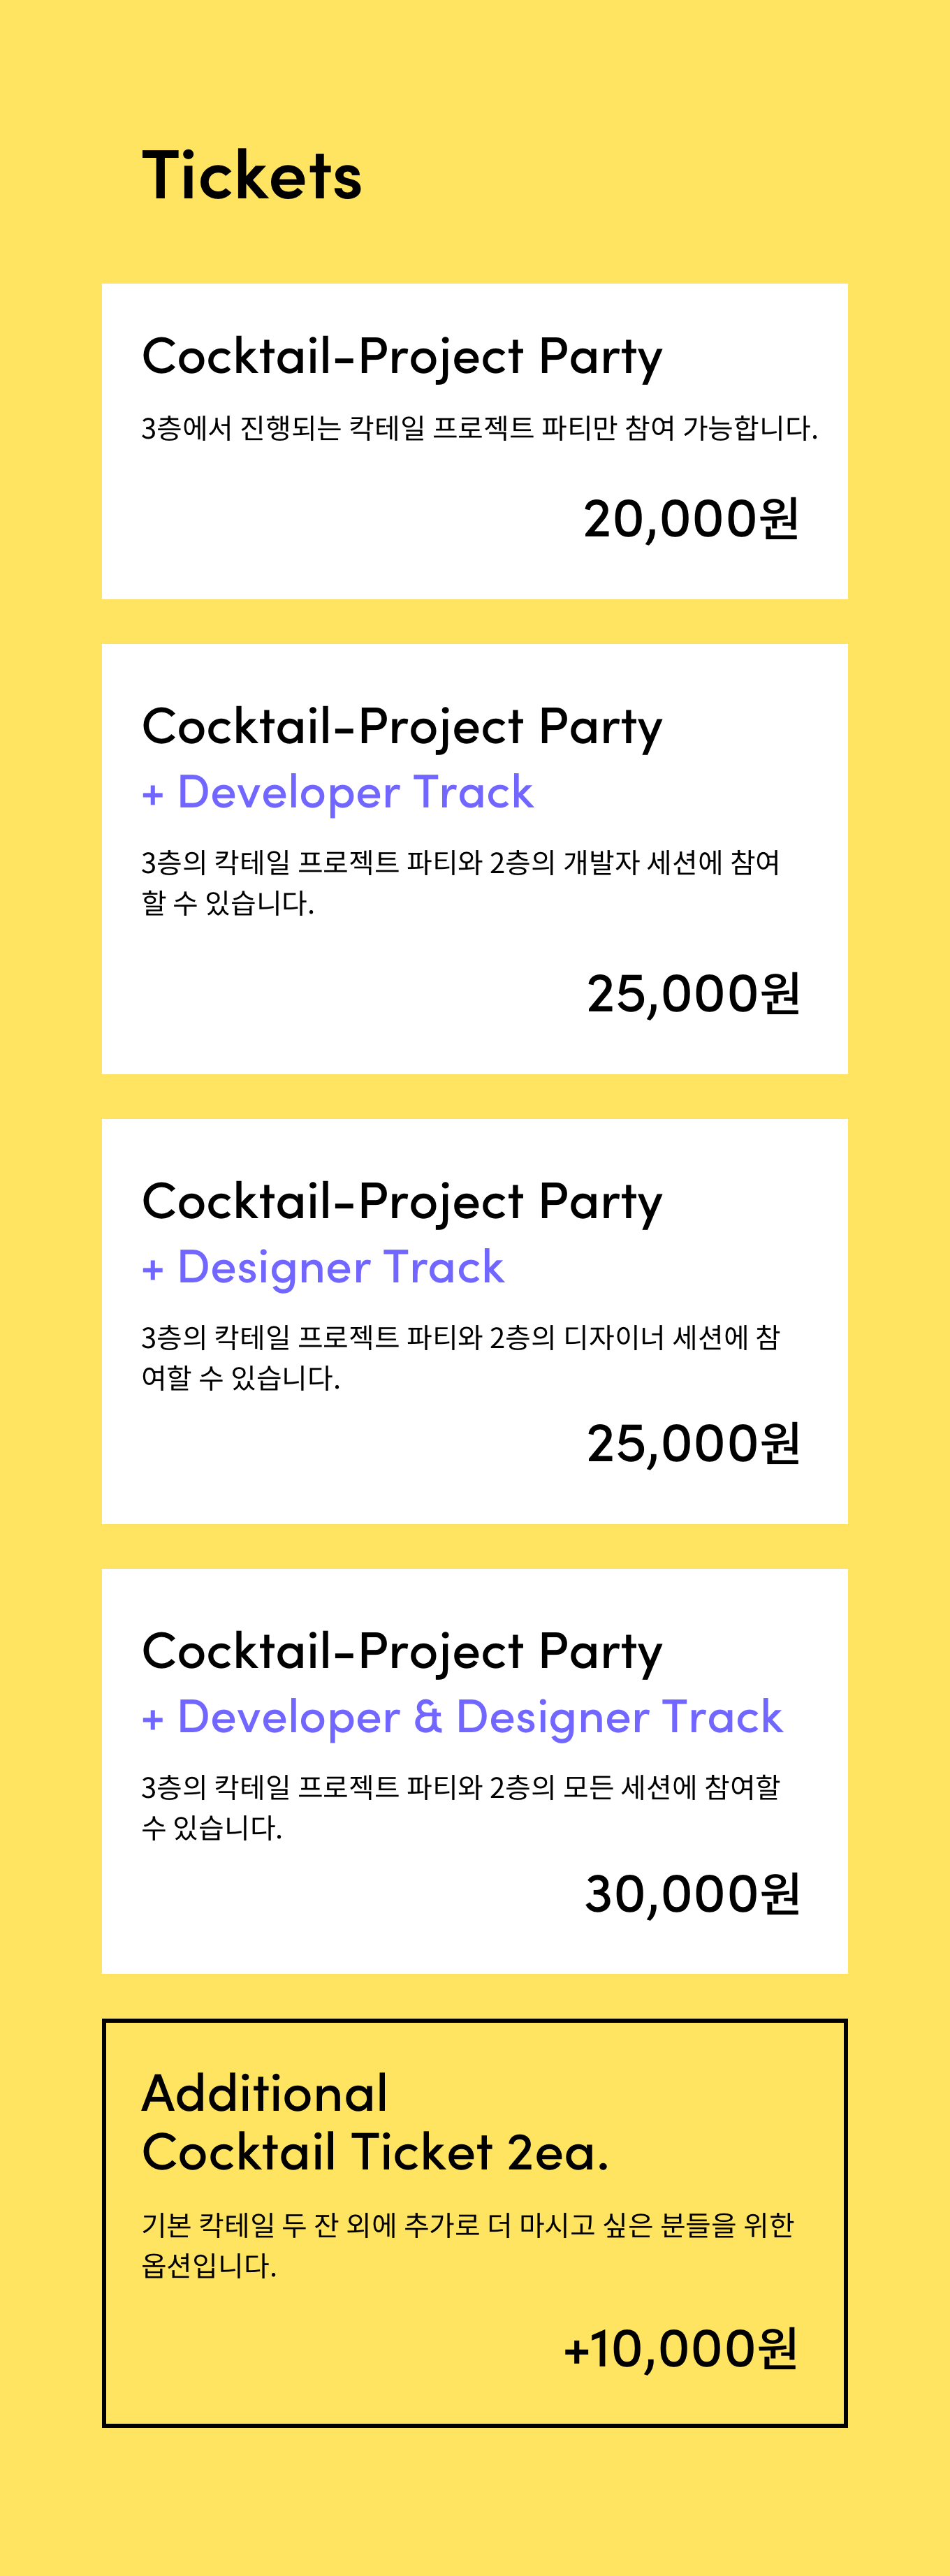 Tickets
Cocktail-Project Party
3층에서 진행되는 칵테일 프로젝트 파티만 참여 가능합니다.
20,000원
Cocktail-Project Party
+ Developer Track
3층의 칵테일 프로젝트 파티와 2층의 개발자 세션에 참여
할 수 있습니다.
25,000원
Cocktail-Project Party
+ Designer Track
3층의 칵테일 프로젝트 파티와 2층의 디자이너 세션에 참
여할 수 있습니다.
25,000원
Cocktail-Project Party
+ Developer & Designer Track
3층의 칵테일 프로젝트 파티와 2층의 모든 세션에 참여할
수 있습니다.
30,000원
Additional
Cocktail Ticket 2ea.
기본 칵테일 두 잔 외에 추가로 더 마시고 싶은 분들을 위한
옵션입니다.
+10,000원